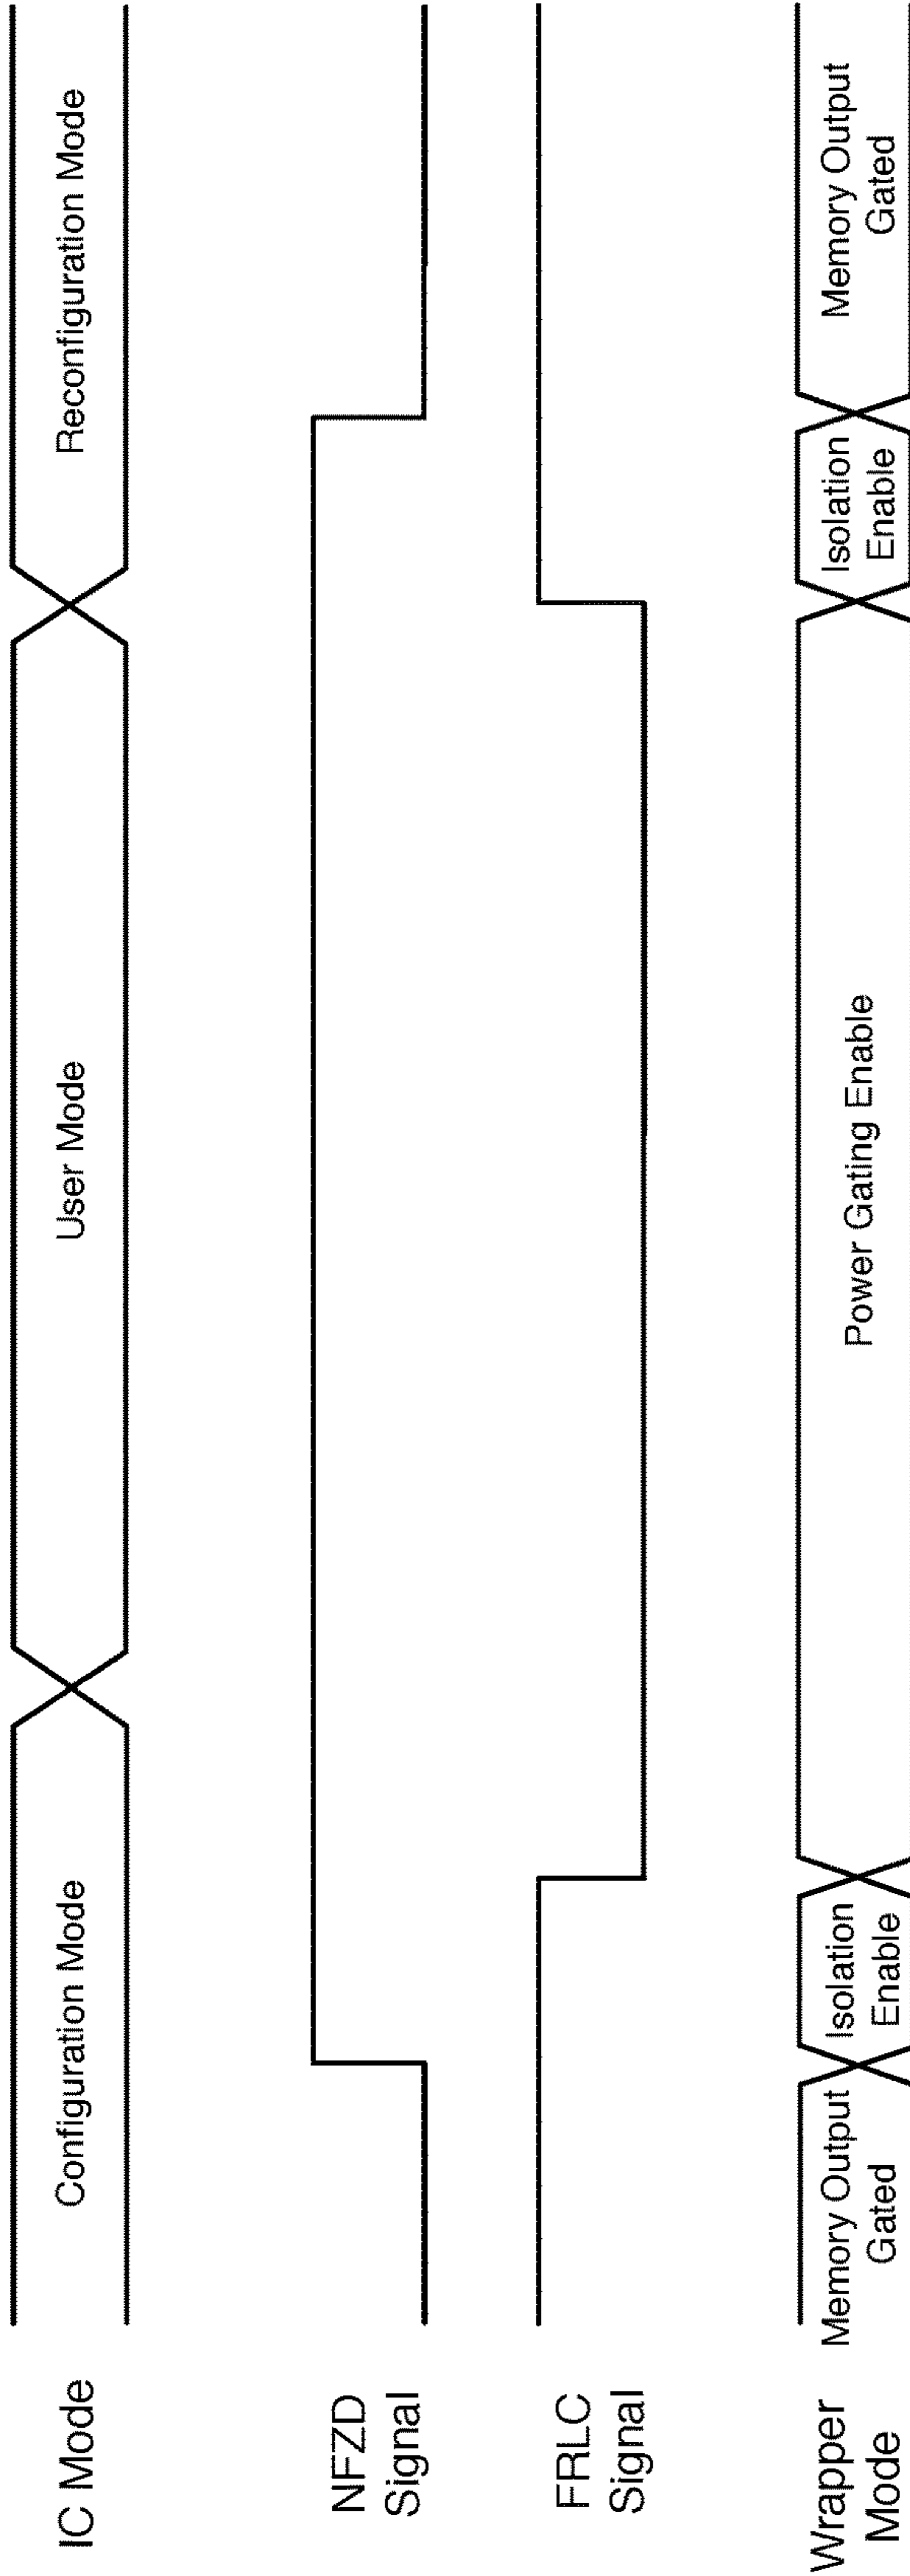 IC Mode
Configuration Mode
User Mode
Reconfiguration Mode
NFZD
Signal
FRLC
Signal
Wrapper
Mode
Memory Output
Gated
Isolation
Enable
Power Gating Enable
Isolation
Enable
Memory Output
Gated